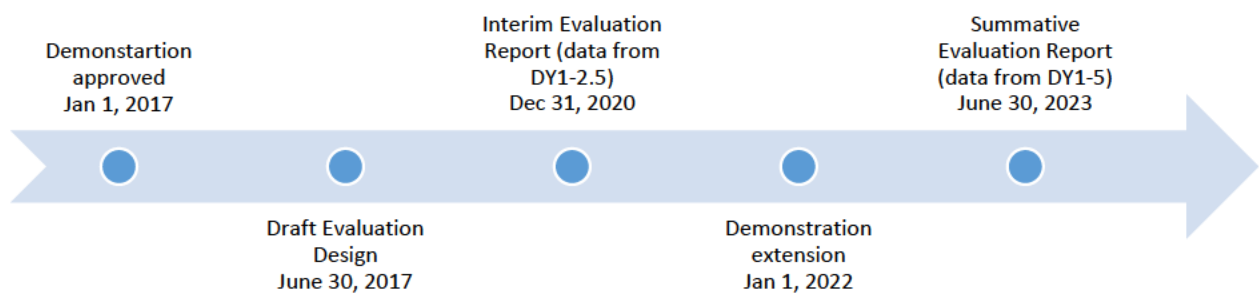 Demonstartion
approved
Jan 1, 2017
Draft Evaluation
Design
June 30, 2017
Interim Evaluation
Report (data from
DY1-2.5)
Dec 31, 2020
Demonstration
extension
Jan 1, 2022
Summative
Evaluation Report
(data from DY1-5)
June 30, 2023